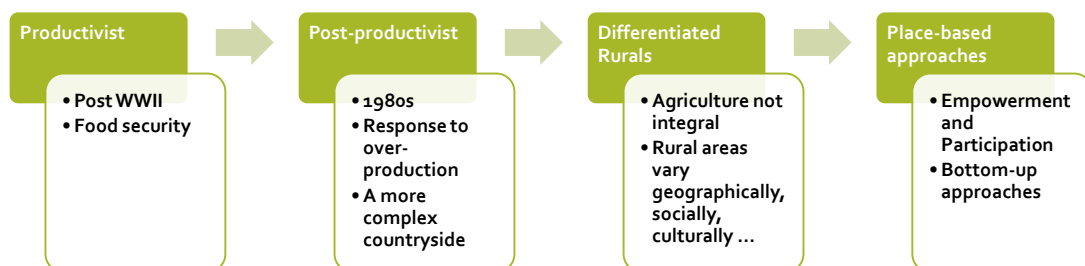 Productivist
• Post WWII
• Food security
Post-productivist
• 1980s
• Response to
over-
production
• A more
complex
countryside
Differentiated
Rurals
• Agriculture not
integral
• Rural areas
vary
geographically,
socially,
culturally ...
Place-based
approaches
• Empowerment
and
Participation
• Bottom-up
approaches